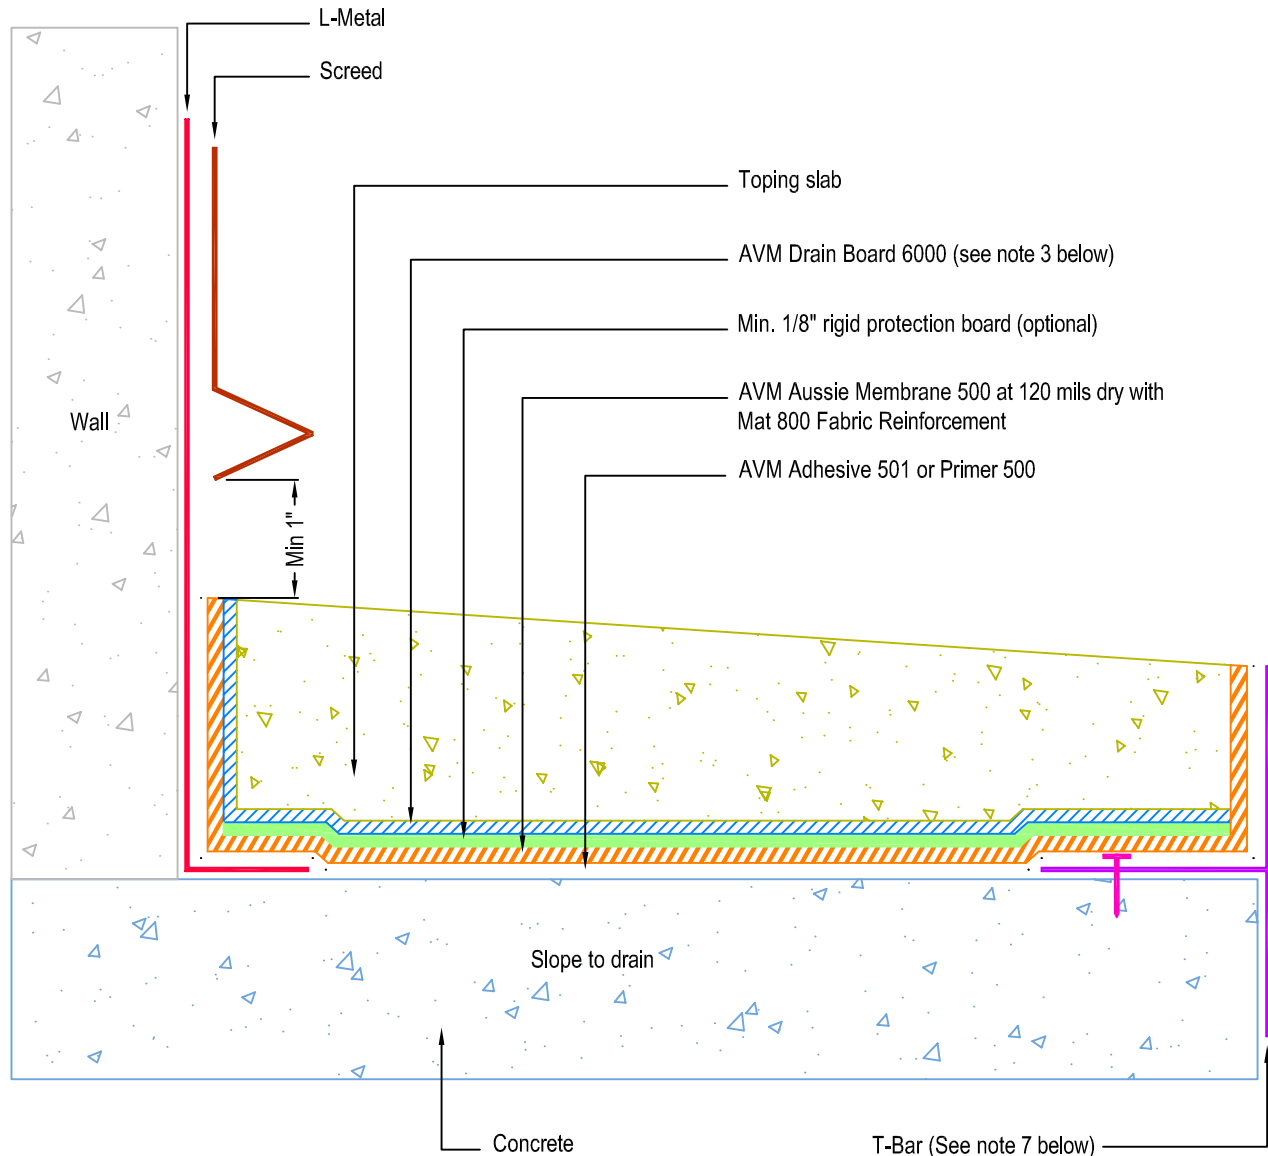 L-Metal
Screed
Toping slab
AVM Drain Board 6000 (see note 3 below)
Min. 1/8" rigid protection board (optional)
AVM Aussie Membrane 500 at 120 mils dry with
Mat 800 Fabric Reinforcement
Wall
AVM Adhesive 501 or Primer 500
Min 1"
Slope to drain
Concrete
T-Bar (See note 7 below)